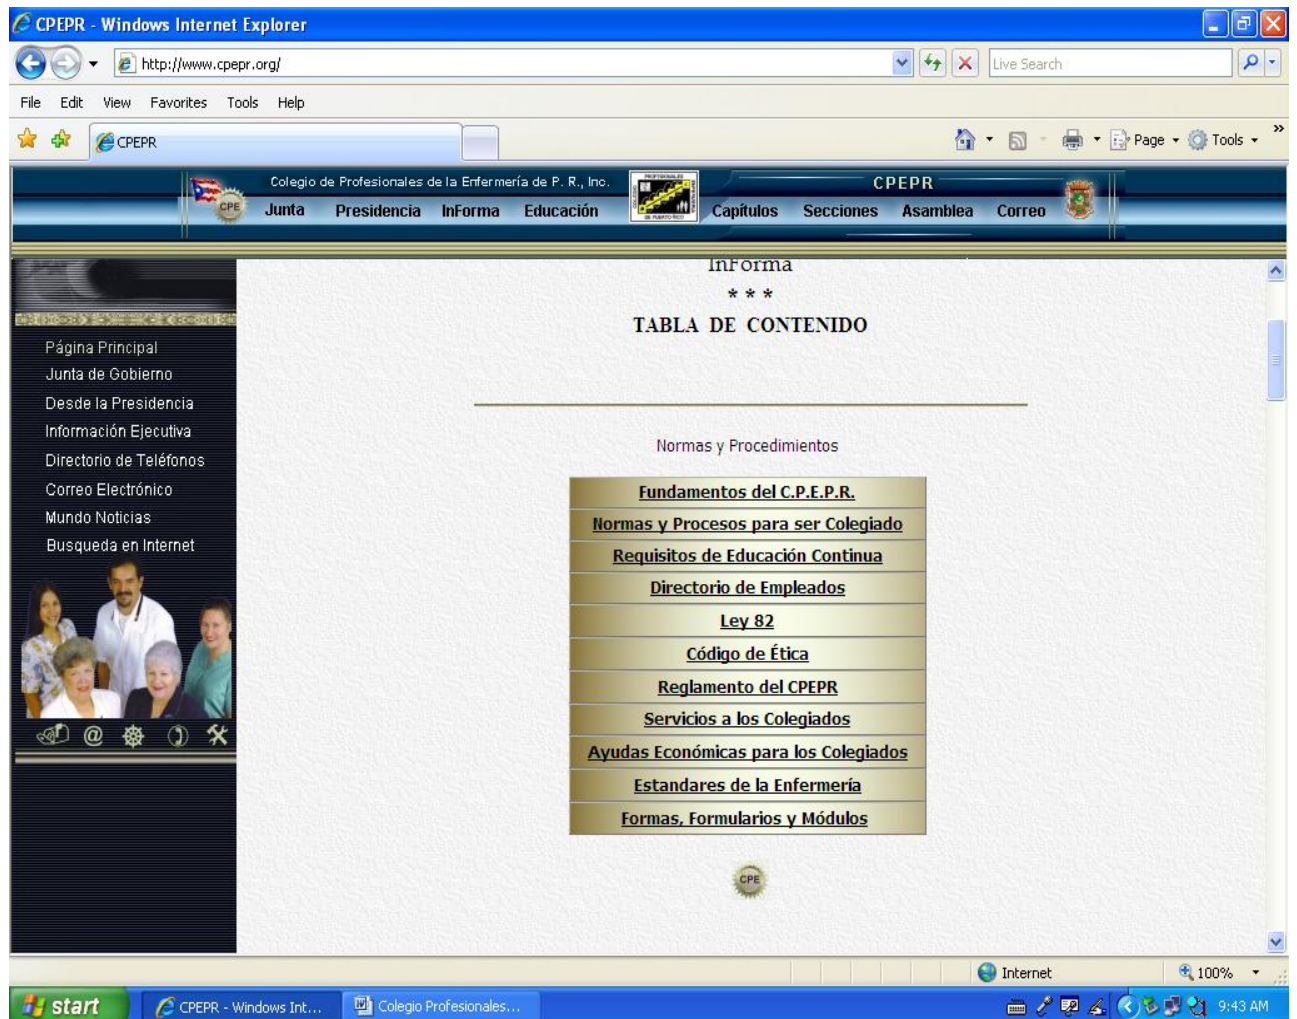 CPEPR - Windows Internet Explorer
http://www.cpepr.org/
Live Search
File Edit View Favorites Tools Help
CPEPR
Page Tools
Colegio de Profesionales de la Enfermería de P. R., Inc.
CPEPR
CPE
Junta Presidencia InForma Educación Capítulos Secciones Asamblea Correo
InForma
* * *
TABLA DE CONTENIDO
Página Principal
Junta de Gobierno
Desde la Presidencia
Información Ejecutiva
Directorio de Teléfonos
Correo Electrónico
Mundo Noticias
Busqueda en Internet
Normas y Procedimientos
Fundamentos del C.P.E.P.R.
Normas y Procesos para ser Colegiado
Requisitos de Educación Continua
Directorio de Empleados
Ley 82
Código de Ética
Reglamento del CPEPR
Servicios a los Colegiados
Ayudas Económicas para los Colegiados
Estandares de la Enfermería
Formas, Formularios y Módulos
CPE
Internet 100%
start CPEPR - Windows Int... Colegio Profesionales... 9:43 AM